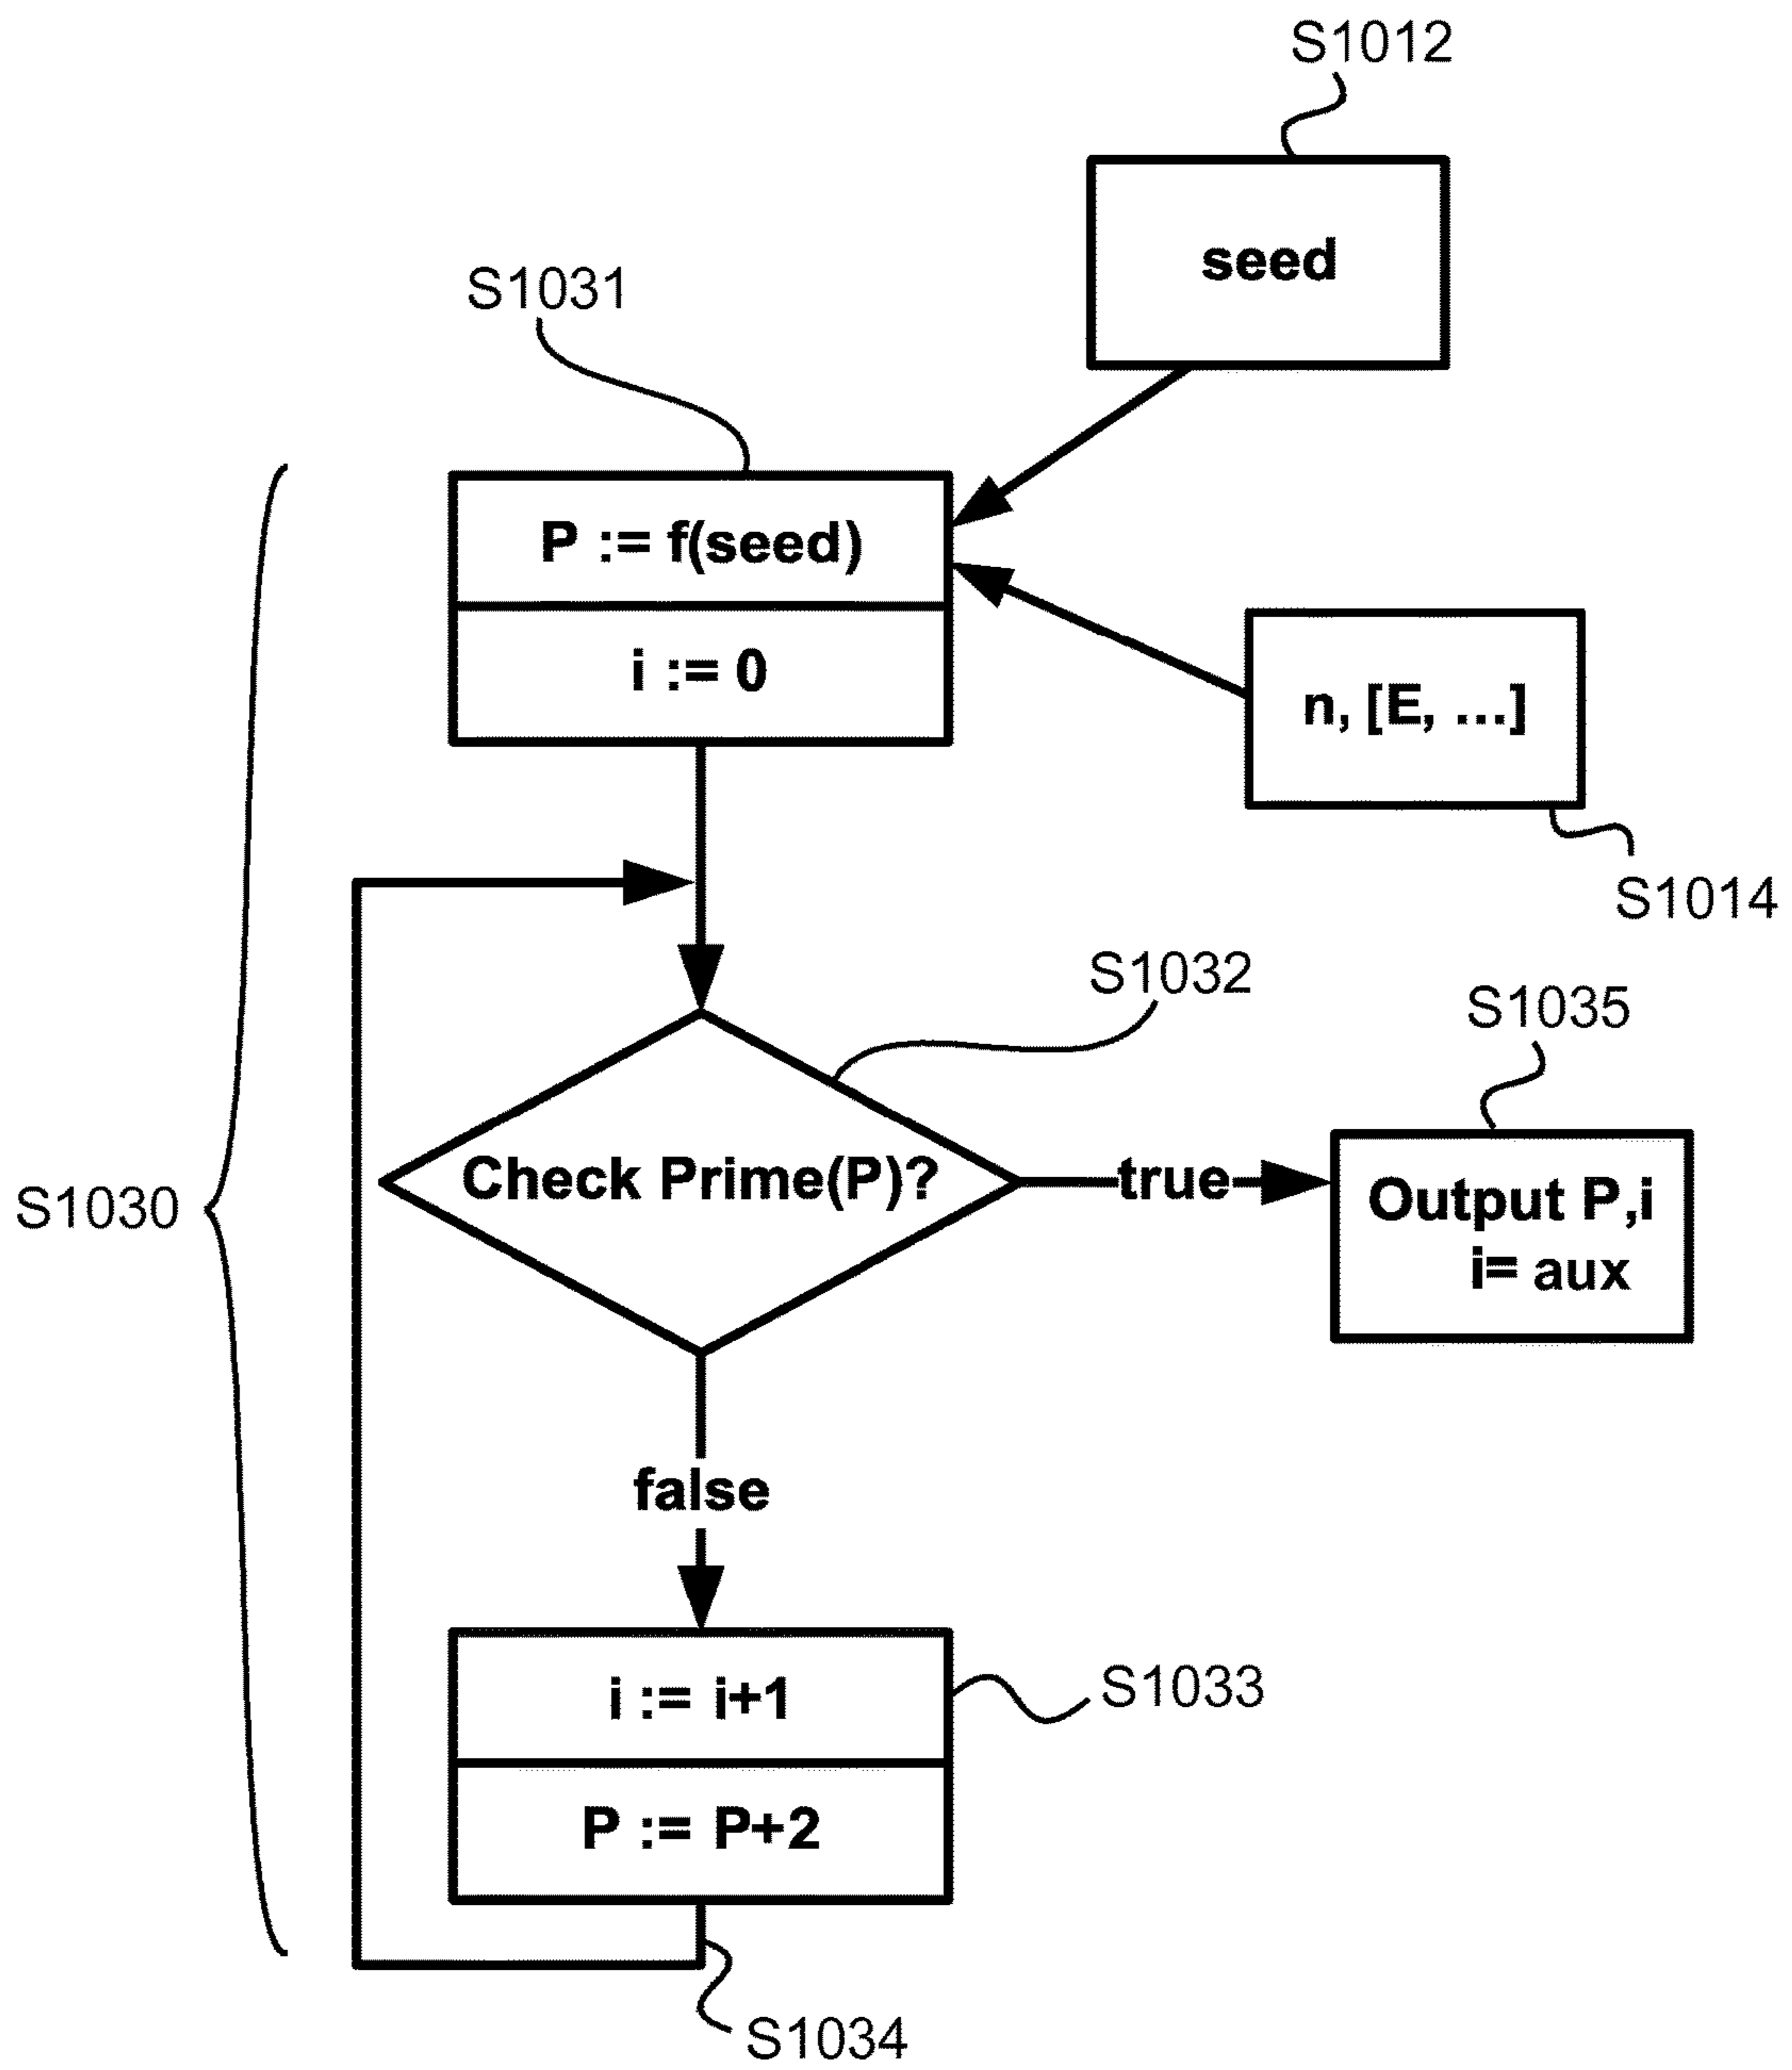 S1012
seed
S1031
P := f(seed)
i := 0
n, [E, ...]
S1014
S1032
S1035
Check Prime(P)?
true
Output P,i
i= aux
S1030
false
i := i+1
S1033
P := P+2
S1034